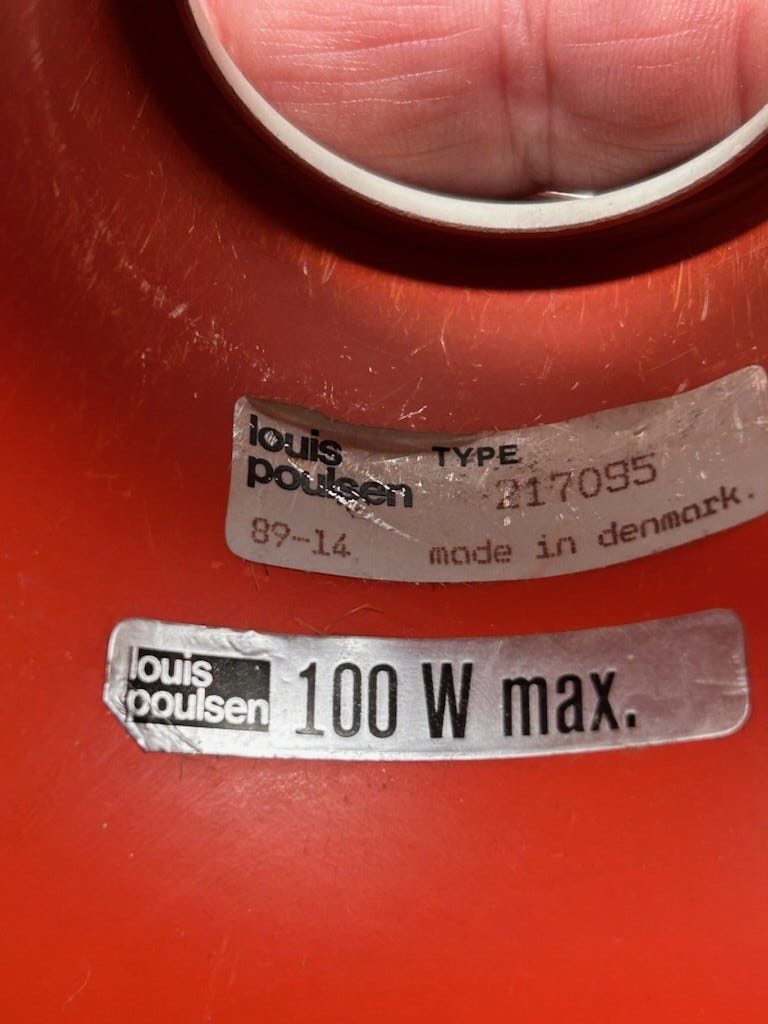 louis
poulsen
TYPE
217095
89-14
made in denmark.
louis
poulsen
100 W max.